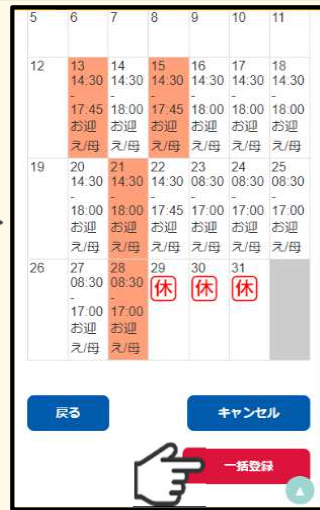 5 6 7 8 9 10 11
12 13 14 15 16 17 18
14:30 14:30 14:30 14:30 14:30 14:30
- - - - - -
17:45 18:00 17:45 18:00 18:00 18:00
お迎 お迎 お迎 お迎 お迎 お迎
え/母 え/母 え/母 え/母 え/母 え/母
19 20 21 22 23 24 25
14:30 14:30 14:30 08:30 08:30 08:30
- - - - - -
18:00 18:00 17:45 17:00 17:00 17:00
お迎 お迎 お迎 お迎 お迎 お迎
え/母 え/母 え/母 え/母 え/母 え/母
26 27 28 29 30 31
08:30 08:30 休 休 休
- -
17:00 17:00
お迎 お迎
え/母 え/母
戻る キャンセル
一括登録